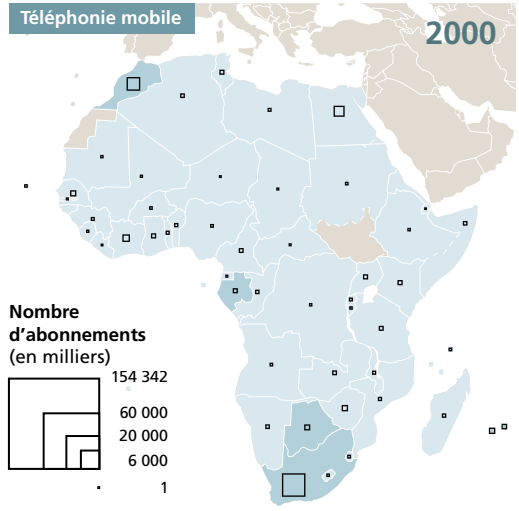 Téléphonie mobile
2000
Nombre
d'abonnements
(en milliers)
154 342
60 000
20 000
6 000
1